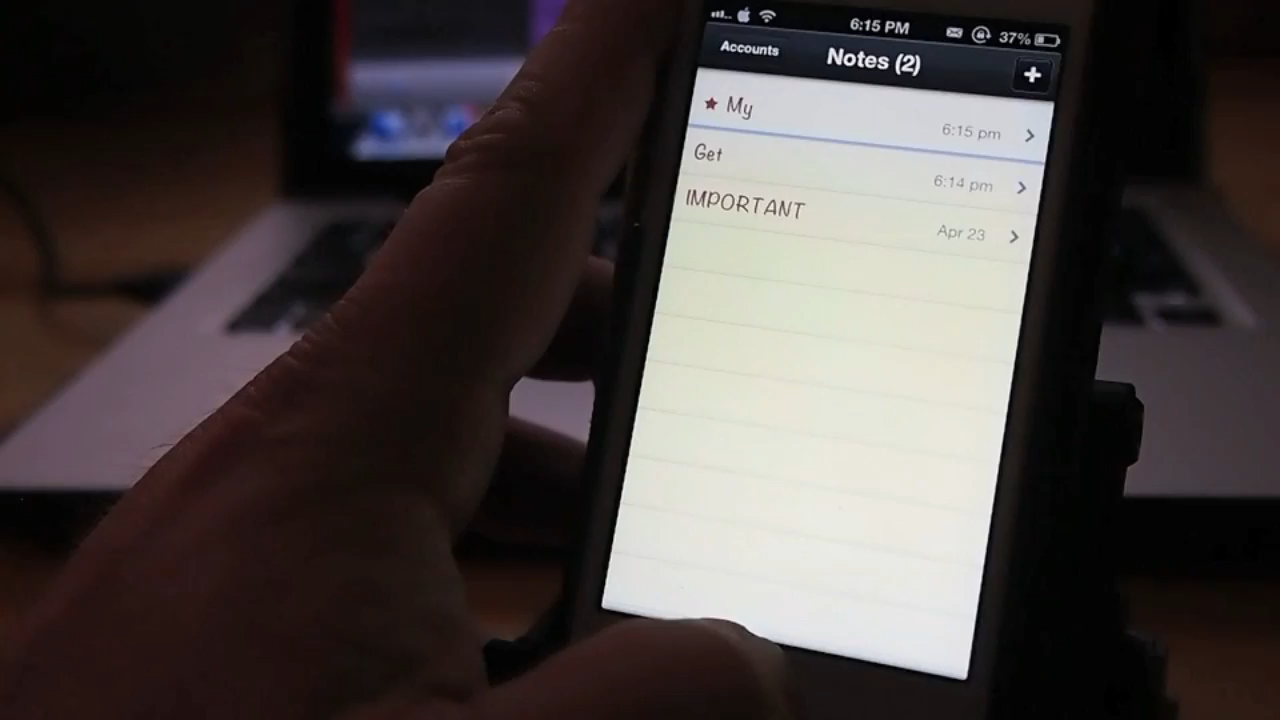 6:15 PM
37%
Accounts
Notes (2)
+
My
6:15 pm
Get
6:14 pm
IMPORTANT
Apr 23